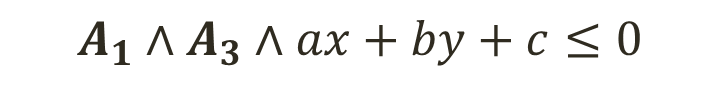 A₁ ∧ A₃ ∧ ax + by + c ≤ 0